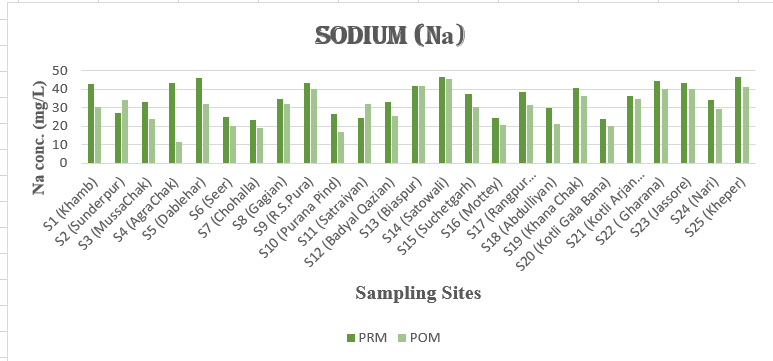 SODIUM (Na)
Na conc. (mg/L)
50
40
30
20
10
0
S1 (Khamb)
S2 (Sunderpur)
S3 (MussaChak)
S4 (AgraChak)
S5 (Dablehar)
S6 (Seer)
S7 (Chohalla)
S8 (Gagian)
S9 (R.S.Pura)
S10 (Purana Pind)
S11 (Satraiyan)
S12 (Badyal Qazian)
S13 (Biaspur)
S14 (Satowali)
S15 (Suchetgarh)
S16 (Mottey)
S17 (Rangpur...
S18 (Abdulliyan)
S19 (Khana Chak)
S20 (Kotli Gala Bana)
S21 (Kotli Arjan...
S22 ( Gharana)
S23 (Jassore)
S24 (Nari)
S25 (Kheper)
Sampling Sites
PRM POM